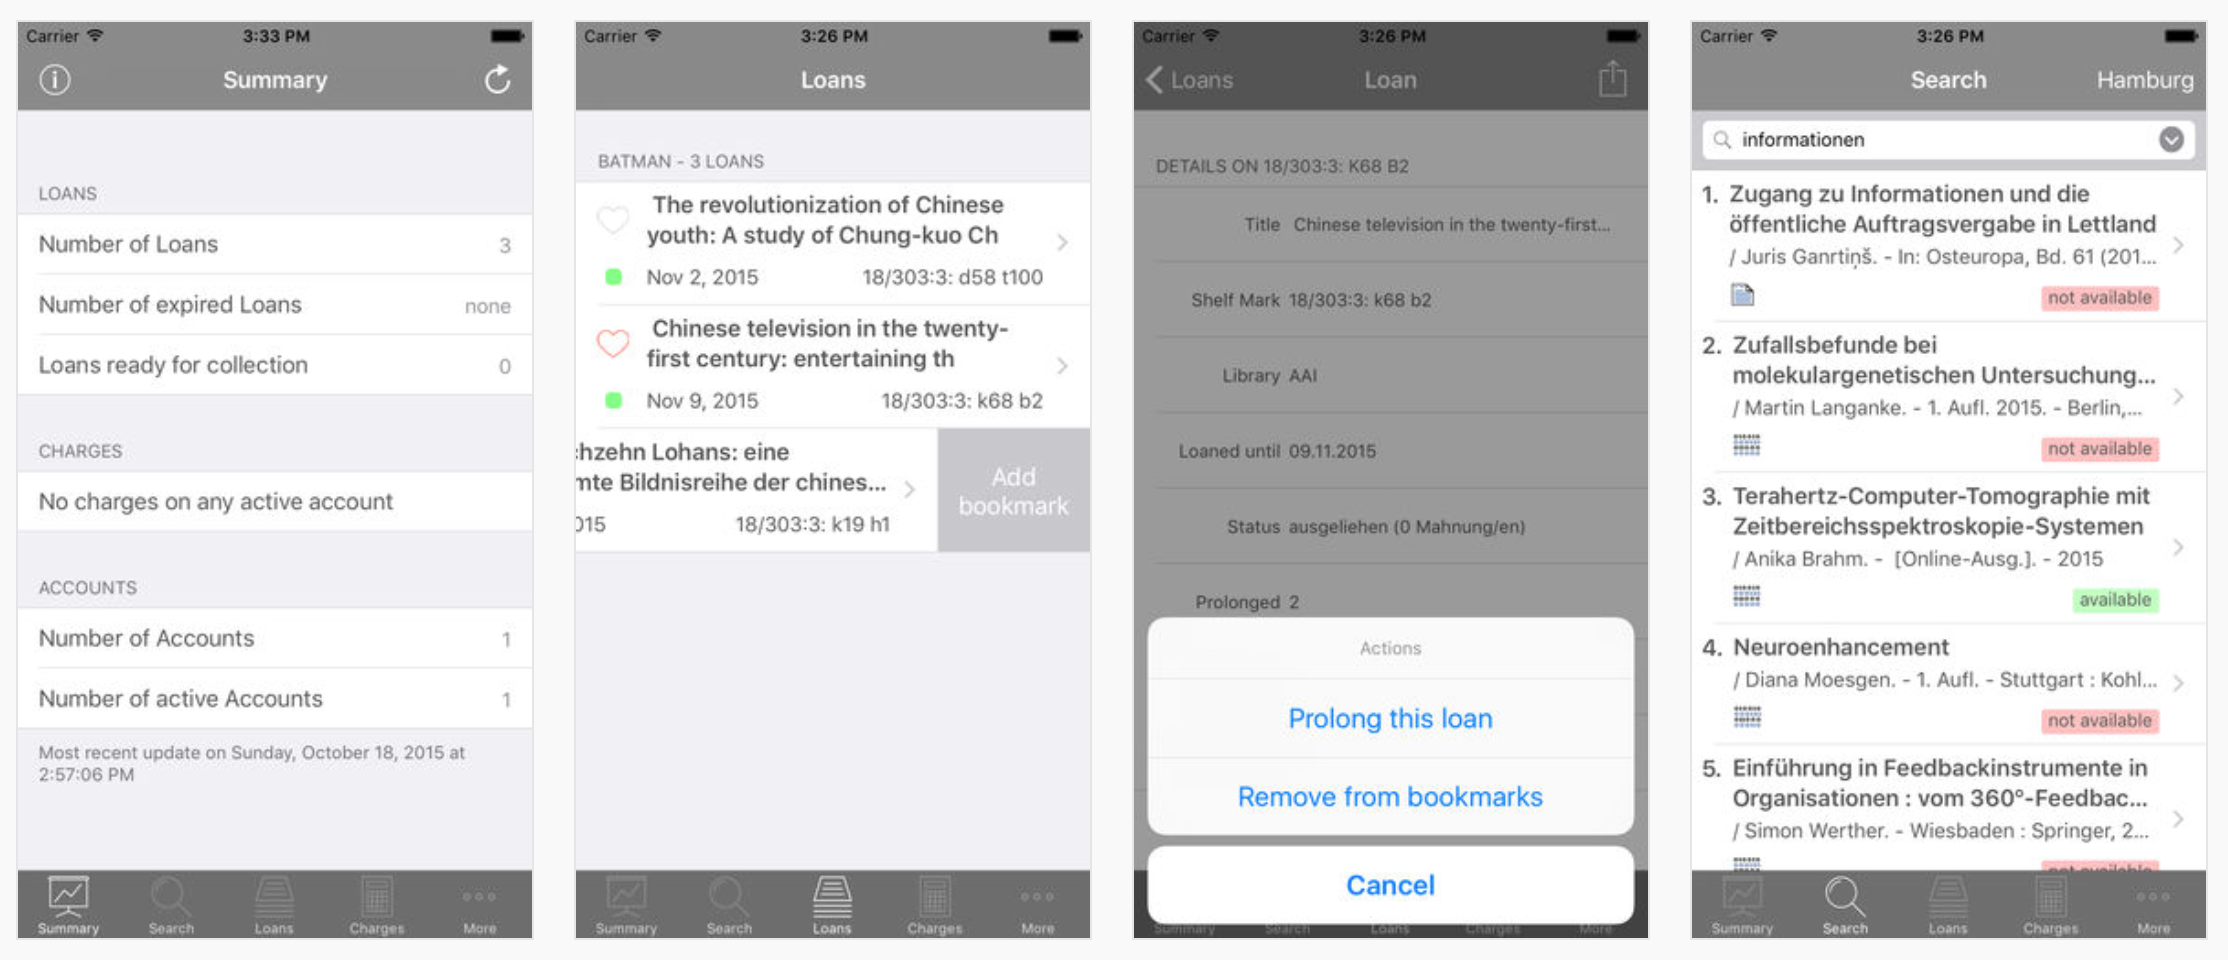 Carrier 3:33 PM
Summary
LOANS
Number of Loans 3
Number of expired Loans none
Loans ready for collection 0
CHARGES
No charges on any active account
ACCOUNTS
Number of Accounts 1
Number of active Accounts 1
Most recent update on Sunday, October 18, 2015 at
2:57:06 PM
Summary Search Loans Charges More
Carrier 3:26 PM
Loans
BATMAN - 3 LOANS
The revolutionization of Chinese
youth: A study of Chung-kuo Ch
Nov 2, 2015 18/303:3: d58 t100
Chinese television in the twenty-
first century: entertaining th
Nov 9, 2015 18/303:3: k68 b2
hzehn Lohans: eine
nte Bildnisreihe der chines...
015 18/303:3: k19 h1
Add
bookmark
Summary Search Loans Charges More
Carrier 3:26 PM
Loans Loan
DETAILS ON 18/303:3: K68 B2
Title Chinese television in the twenty-first...
Shelf Mark 18/303:3: k68 b2
Library AAI
Loaned until 09.11.2015
Status ausgeliehen (0 Mahnung/en)
Prolonged 2
Actions
Prolong this loan
Remove from bookmarks
Cancel
Summary Search Loans Charges More
Carrier 3:26 PM
Search Hamburg
informationen
1. Zugang zu Informationen und die
öffentliche Auftragsvergabe in Lettland
/ Juris Ganrtiņš. - In: Osteuropa, Bd. 61 (201...
not available
2. Zufallsbefunde bei
molekulargenetischen Untersuchung...
/ Martin Langanke. - 1. Aufl. 2015. - Berlin,...
not available
3. Terahertz-Computer-Tomographie mit
Zeitbereichsspektroskopie-Systemen
/ Anika Brahm. - [Online-Ausg.]. - 2015
available
4. Neuroenhancement
/ Diana Moesgen. - 1. Aufl. - Stuttgart : Kohl...
not available
5. Einführung in Feedbackinstrumente in
Organisationen : vom 360°-Feedbac...
/ Simon Werther. - Wiesbaden : Springer, 2...
not available
Summary Search Loans Charges More